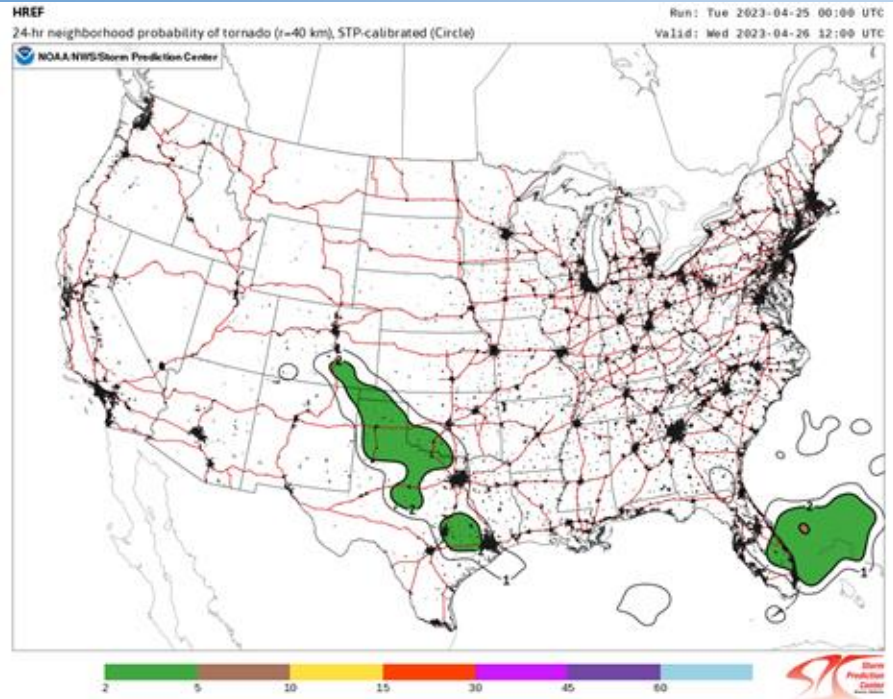 HREF
Run: Tue 2023-04-25 00:00 UTC
24-hr neighborhood probability of tornado (r=40 km), STP-calibrated (Circle)
Valid: Wed 2023-04-26 12:00 UTC
NOAA/NWS/Storm Prediction Center
2
2
1
1
2 5 10 15 30 45 60
SPC
Storm
Prediction
Center